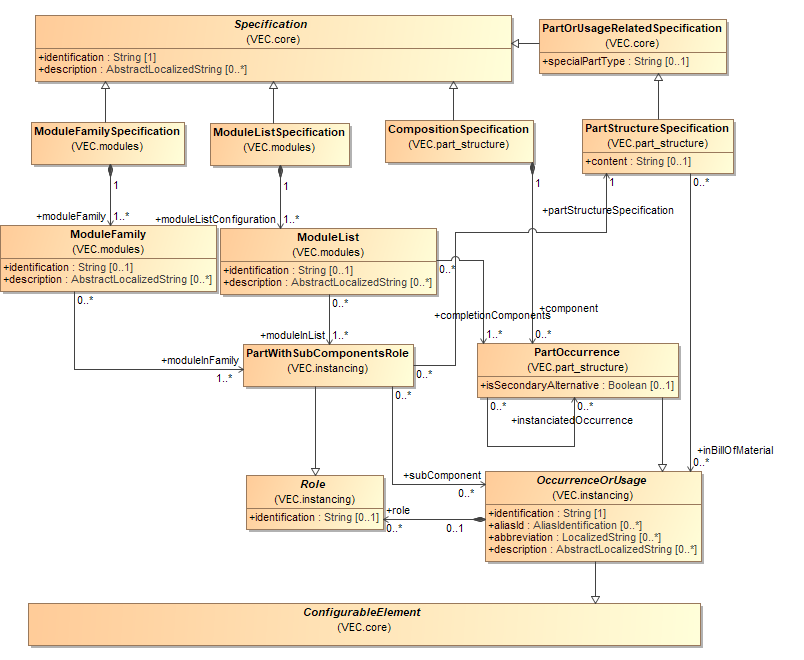 Specification
(VEC.core)
+identification : String [1]
+description : AbstractLocalizedString [0..*]
PartOrUsageRelatedSpecification
(VEC.core)
+specialPartType : String [0..1]
ModuleFamilySpecification
(VEC.modules)
ModuleListSpecification
(VEC.modules)
CompositionSpecification
(VEC.part_structure)
PartStructureSpecification
(VEC.part_structure)
+content : String [0..1]
1
1
1
1
0..*
+moduleFamily
1..*
+moduleListConfiguration
1..*
+partStructureSpecification
ModuleFamily
(VEC.modules)
+identification : String [0..1]
+description : AbstractLocalizedString [0..*]
ModuleList
(VEC.modules)
+identification : String [0..1]
+description : AbstractLocalizedString [0..*]
0..*
0..*
0..*
+completionComponents
1..*
+component
0..*
+moduleInList
1..*
+moduleInFamily
1..*
PartWithSubComponentsRole
(VEC.instancing)
0..*
0..*
PartOccurrence
(VEC.part_structure)
+isSecondaryAlternative : Boolean [0..1]
0..*
0..*
+instanciatedOccurrence
+inBillOfMaterial
0..*
+subComponent
0..*
Role
(VEC.instancing)
+identification : String [0..1]
+role
0..*
0..1
OccurrenceOrUsage
(VEC.instancing)
+identification : String [1]
+aliasId : AliasIdentification [0..*]
+abbreviation : LocalizedString [0..*]
+description : AbstractLocalizedString [0..*]
ConfigurableElement
(VEC.core)